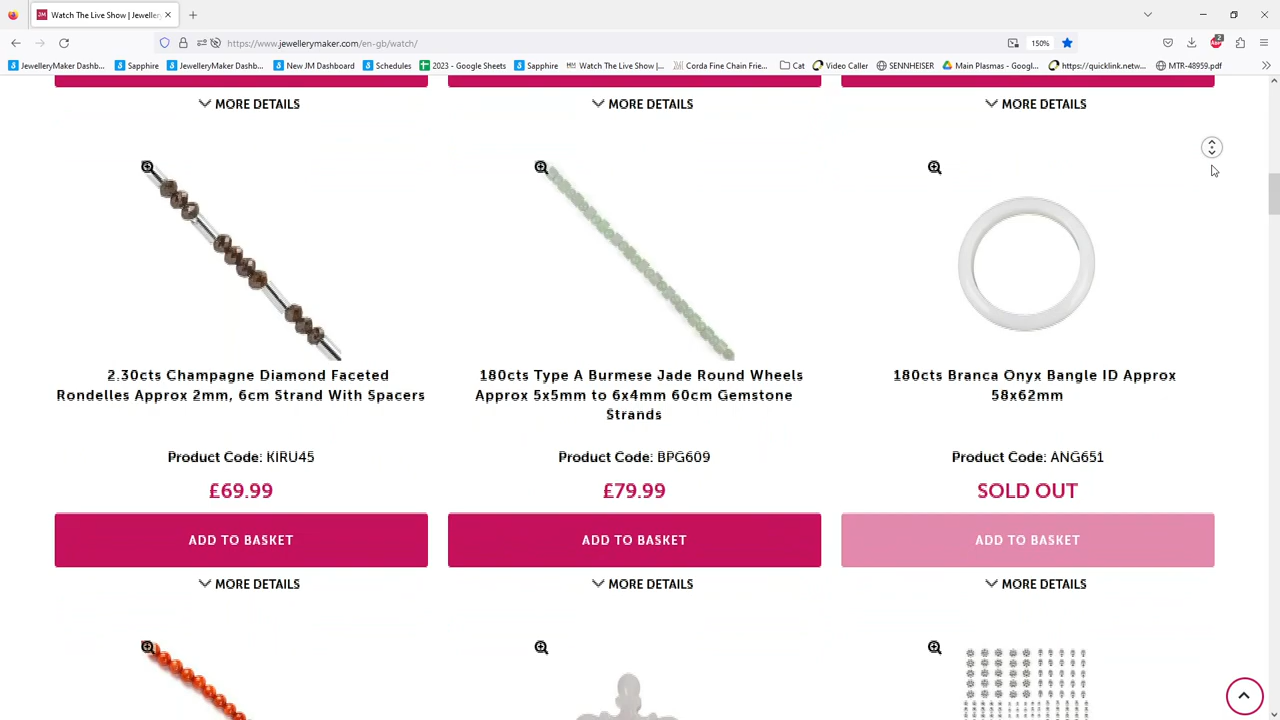 Watch The Live Show | Jeweller
https://www.jewellerymaker.com/en-gb/watch/
150%
2
JewelleryMaker Dashb...
Sapphire
JewelleryMaker Dashb...
New JM Dashboard
Schedules
2023 - Google Sheets
Sapphire
Watch The Live Show |...
Corda Fine Chain Frie...
Cat
Video Caller
SENNHEISER
Main Plasmas - Googl...
https://quicklink.netw...
MTR-48959.pdf
MORE DETAILS
MORE DETAILS
MORE DETAILS
2.30cts Champagne Diamond Faceted
Rondelles Approx 2mm, 6cm Strand With Spacers
Product Code: KIRU45
£69.99
ADD TO BASKET
MORE DETAILS
180cts Type A Burmese Jade Round Wheels
Approx 5x5mm to 6x4mm 60cm Gemstone
Strands
Product Code: BPG609
£79.99
ADD TO BASKET
MORE DETAILS
180cts Branca Onyx Bangle ID Approx
58x62mm
Product Code: ANG651
SOLD OUT
ADD TO BASKET
MORE DETAILS